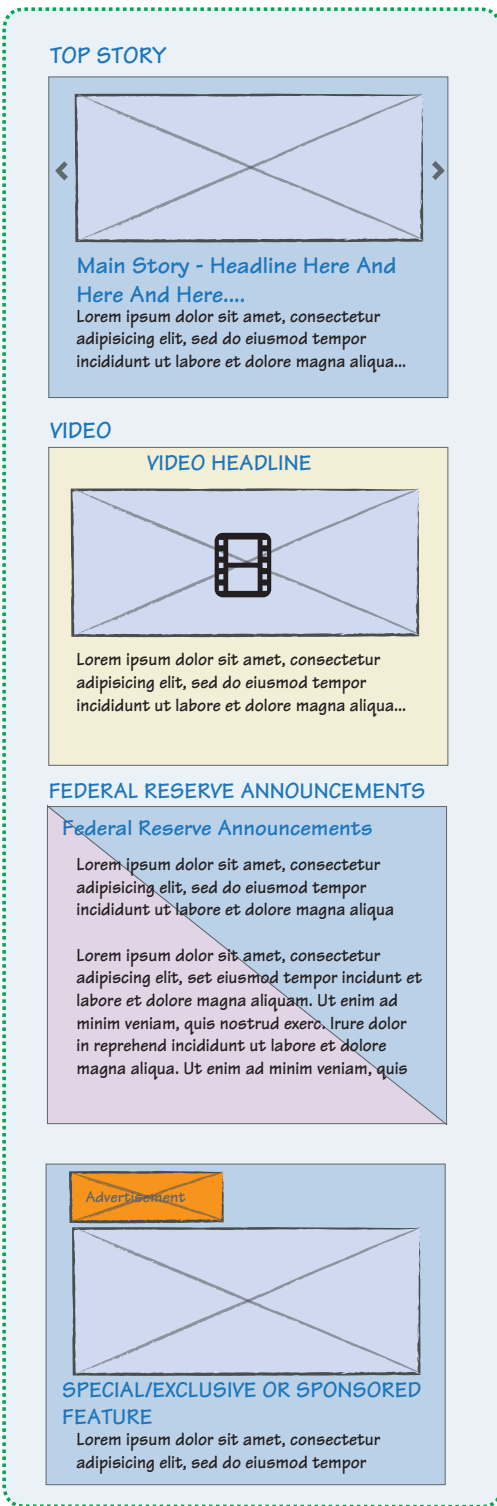 TOP STORY
Main Story - Headline Here And
Here And Here....
Lorem ipsum dolor sit amet, consectetur
adipisicing elit, sed do eiusmod tempor
incididunt ut labore et dolore magna aliqua...
VIDEO
VIDEO HEADLINE
Lorem ipsum dolor sit amet, consectetur
adipisicing elit, sed do eiusmod tempor
incididunt ut labore et dolore magna aliqua...
FEDERAL RESERVE ANNOUNCEMENTS
Federal Reserve Announcements
Lorem ipsum dolor sit amet, consectetur
adipisicing elit, sed do eiusmod tempor
incididunt ut labore et dolore magna aliqua
Lorem ipsum dolor sit amet, consectetur
adipiscing elit, set eiusmod tempor incidunt et
labore et dolore magna aliquam. Ut enim ad
minim veniam, quis nostrud exerc. Irure dolor
in reprehend incididunt ut labore et dolore
magna aliqua. Ut enim ad minim veniam, quis
Advertisement
SPECIAL/EXCLUSIVE OR SPONSORED
FEATURE
Lorem ipsum dolor sit amet, consectetur
adipisicing elit, sed do eiusmod tempor